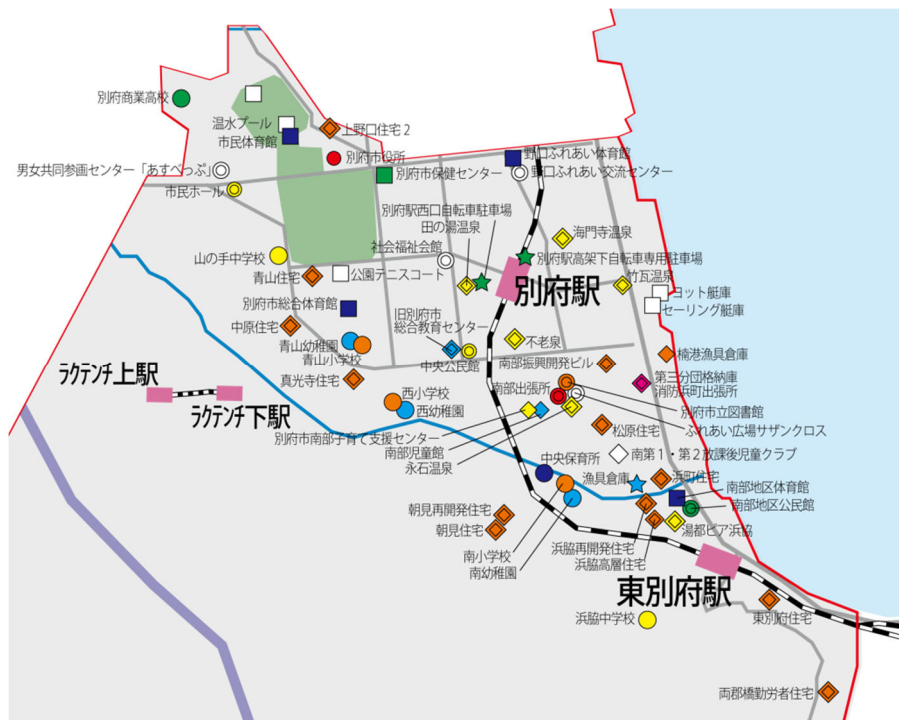 別府商業高校
温水プール
市民体育館
上野口住宅2
別府市役所
野口ふれあい体育館
野口ふれあい交流センター
男女共同参画センター「あすべっぷ」
市民ホール
別府市保健センター
別府駅西口自転車駐車場
田の湯温泉
海門寺温泉
社会福祉会館
別府駅高架下自転車専用駐車場
山の手中学校
青山住宅
公園テニスコート
竹瓦温泉
別府駅
ヨット艇庫
セーリング艇庫
別府市総合体育館
旧別府市
総合教育センター
中原住宅
青山幼稚園
青山小学校
中央公民館
不老泉
南部振興開発ビル
楠港漁具倉庫
ラクテンチ上駅
ラクテンチ下駅
真光寺住宅
南部出張所
第三分団格納庫
消防浜町出張所
西小学校
西幼稚園
別府市立図書館
ふれあい広場サザンクロス
別府市南部子育て支援センター
南部児童館
永石温泉
松原住宅
南第1・第2放課後児童クラブ
中央保育所
漁具倉庫
浜町住宅
南部地区体育館
南部地区公民館
朝見再開発住宅
朝見住宅
湯都ピア浜脇
南小学校
南幼稚園
浜脇再開発住宅
浜脇高層住宅
東別府駅
浜脇中学校
東別府住宅
両郡橋勤労者住宅